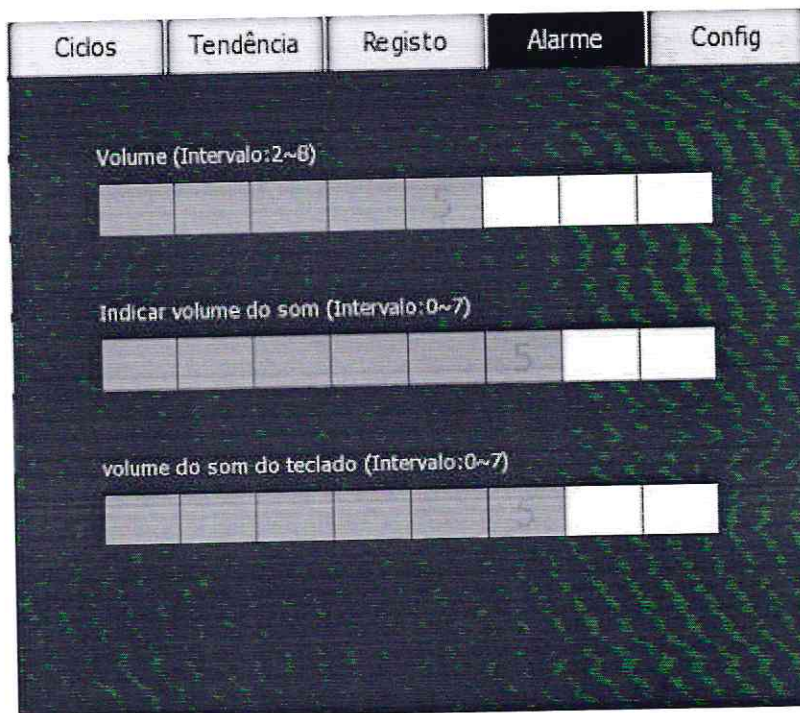 Ciclos Tendência Registo Alarme Config
Volume (Intervalo:2~8)
5
Indicar volume do som (Intervalo:0~7)
5
volume do som do teclado (Intervalo:0~7)
5